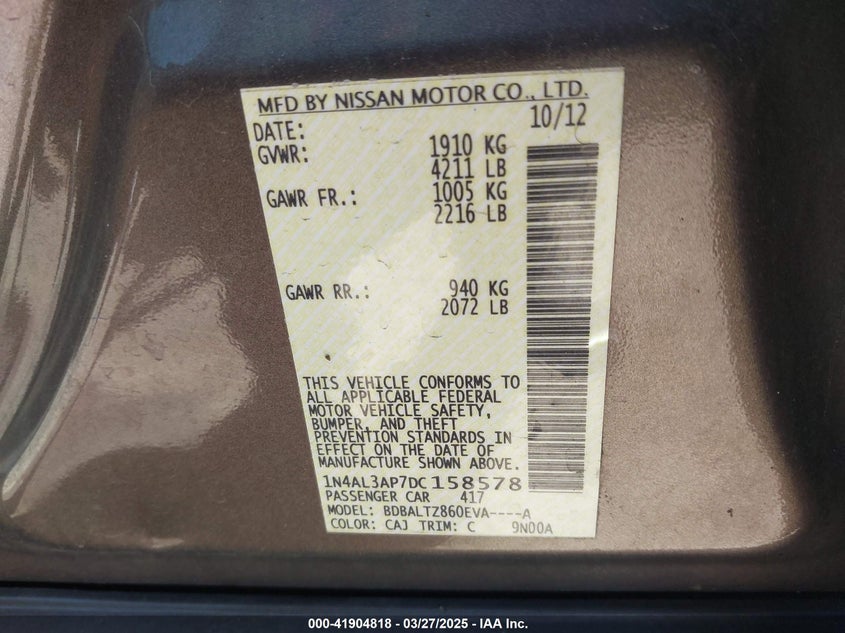 MFD BY NISSAN MOTOR CO., LTD.
DATE: 10/12
GVWR: 1910 KG
4211 LB
GAWR FR.: 1005 KG
2216 LB
GAWR RR.: 940 KG
2072 LB
THIS VEHICLE CONFORMS TO
ALL APPLICABLE FEDERAL
MOTOR VEHICLE SAFETY,
BUMPER, AND THEFT
PREVENTION STANDARDS IN
EFFECT ON THE DATE OF
MANUFACTURE SHOWN ABOVE.
1N4AL3AP7DC158578
PASSENGER CAR 417
MODEL: BDBALTZ860EVA----A
COLOR: CAJ TRIM: C 9N00A
000-41904818 — 03/27/2025 — IAA Inc.